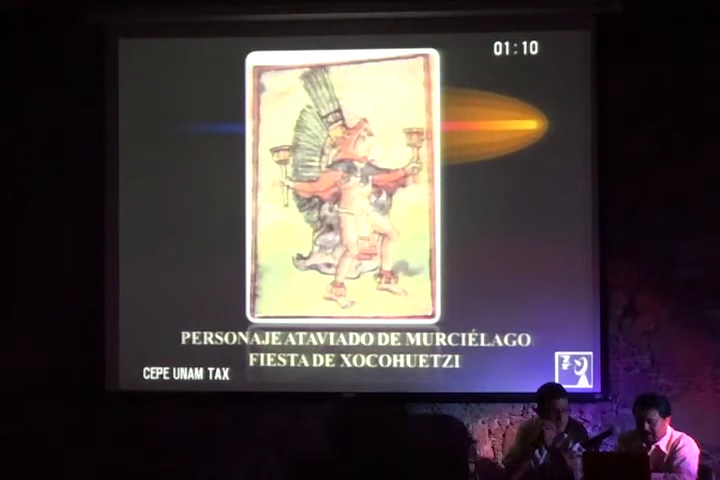 01:10
PERSONAJE ATAVIADO DE MURCIÉLAGO
FIESTA DE XOCOHUETZI
CEPE UNAM TAX